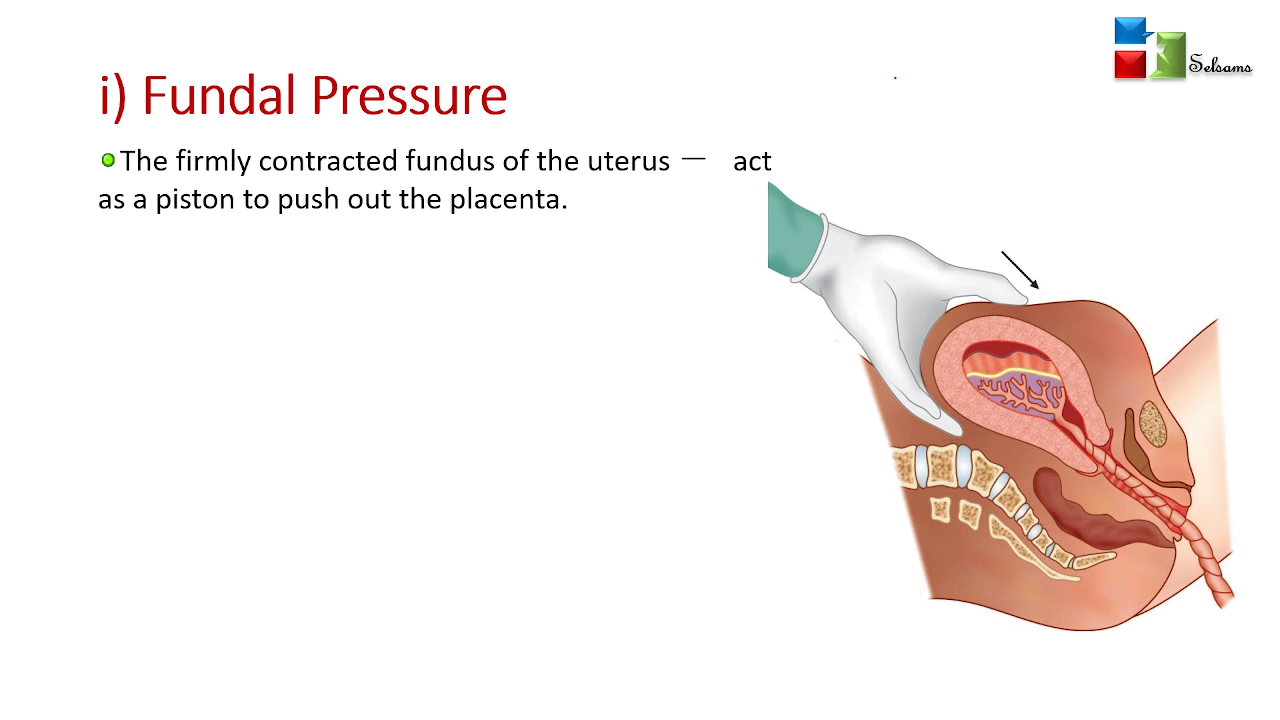 Selsams
i) Fundal Pressure
The firmly contracted fundus of the uterus — act
as a piston to push out the placenta.